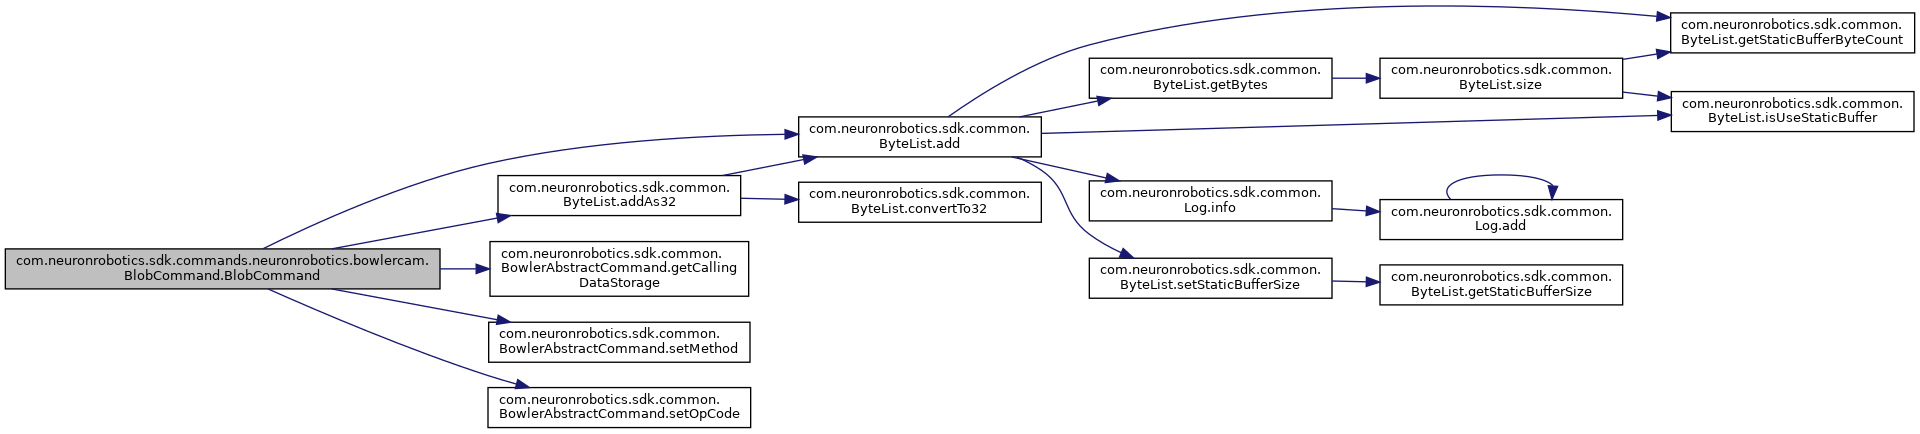 com.neuronrobotics.sdk.commands.neuronrobotics.bowlercam.
BlobCommand.BlobCommand
com.neuronrobotics.sdk.common.
ByteList.addAs32
com.neuronrobotics.sdk.common.
BowlerAbstractCommand.getCalling
DataStorage
com.neuronrobotics.sdk.common.
BowlerAbstractCommand.setMethod
com.neuronrobotics.sdk.common.
BowlerAbstractCommand.setOpCode
com.neuronrobotics.sdk.common.
ByteList.add
com.neuronrobotics.sdk.common.
ByteList.convertTo32
com.neuronrobotics.sdk.common.
ByteList.getBytes
com.neuronrobotics.sdk.common.
Log.info
com.neuronrobotics.sdk.common.
ByteList.setStaticBufferSize
com.neuronrobotics.sdk.common.
ByteList.size
com.neuronrobotics.sdk.common.
Log.add
com.neuronrobotics.sdk.common.
ByteList.getStaticBufferSize
com.neuronrobotics.sdk.common.
ByteList.getStaticBufferByteCount
com.neuronrobotics.sdk.common.
ByteList.isUseStaticBuffer